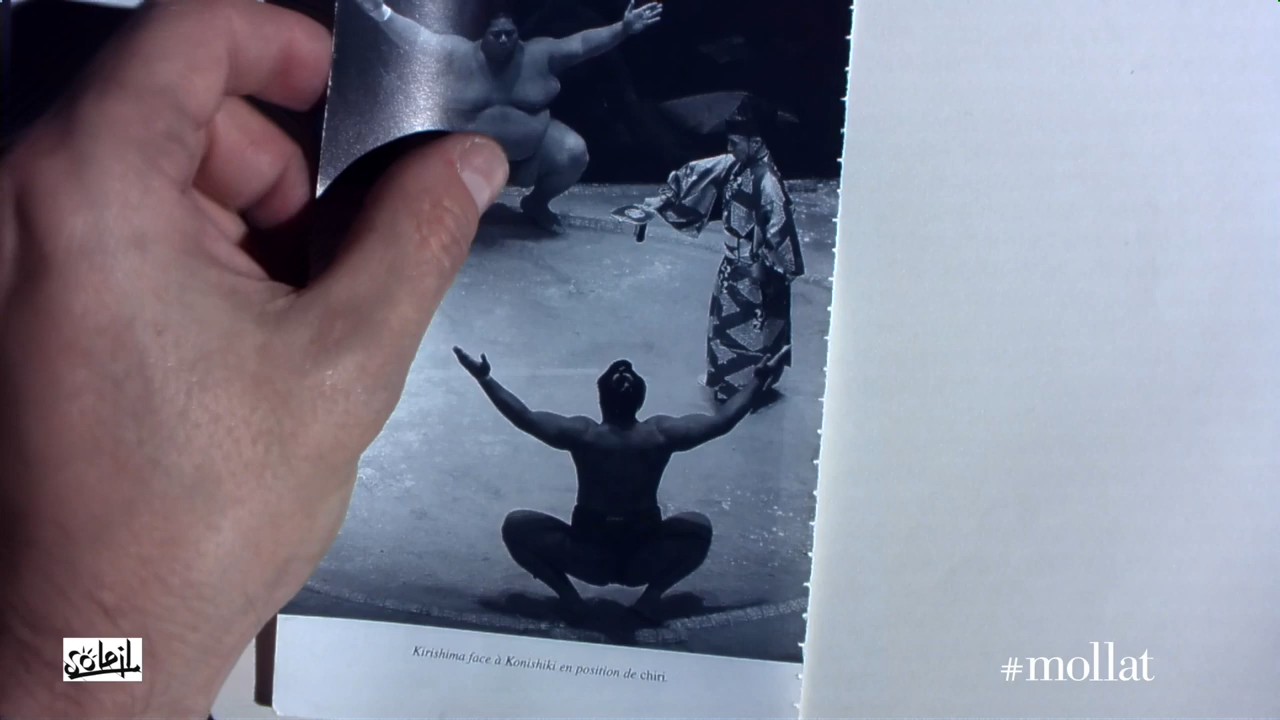 Kirishima face à Konishiki en position de chiri.
soleil
#mollat